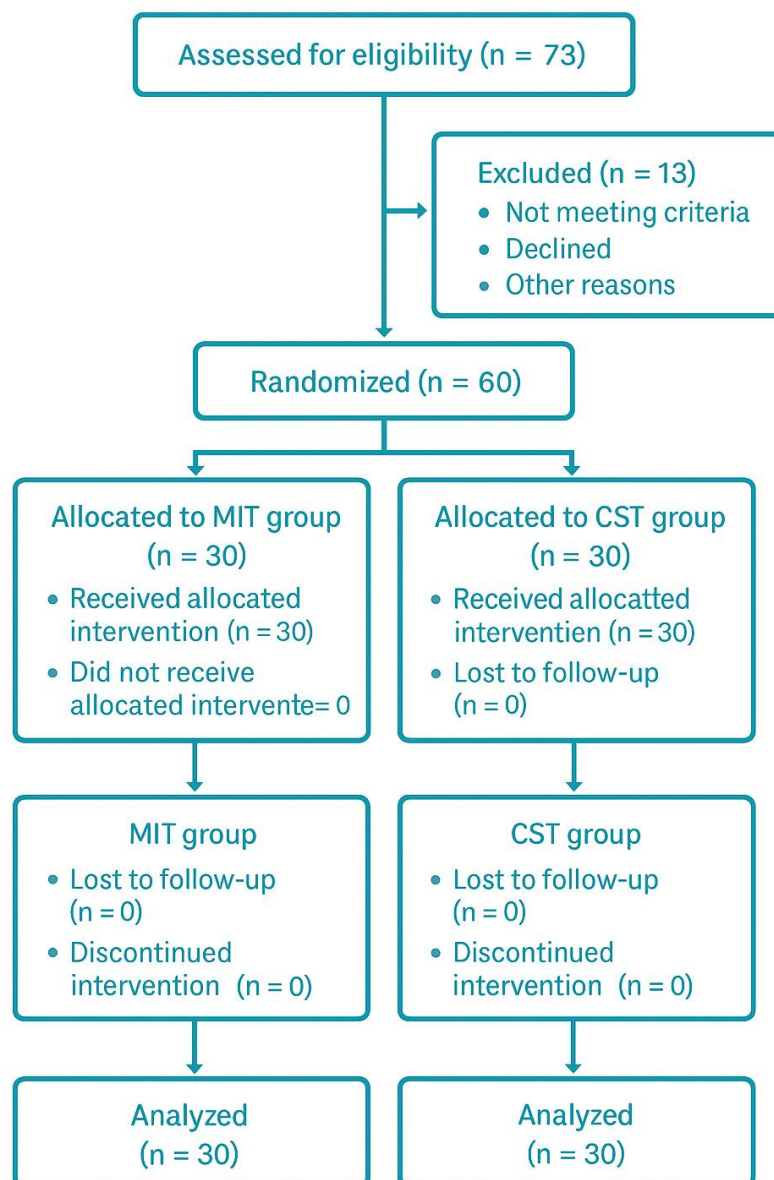 Assessed for eligibility (n = 73)
Excluded (n = 13)
• Not meeting criteria
• Declined
• Other reasons
Randomized (n = 60)
Allocated to MIT group
(n = 30)
• Received allocated
intervention (n = 30)
• Did not receive
allocated intervente= 0
Allocated to CST group
(n = 30)
• Received allocatted
intervention (n = 30)
• Lost to follow-up
(n = 0)
MIT group
• Lost to follow-up
(n = 0)
• Discontinued
intervention (n = 0)
CST group
• Lost to follow-up
(n = 0)
• Discontinued
intervention (n = 0)
Analyzed
(n = 30)
Analyzed
(n = 30)